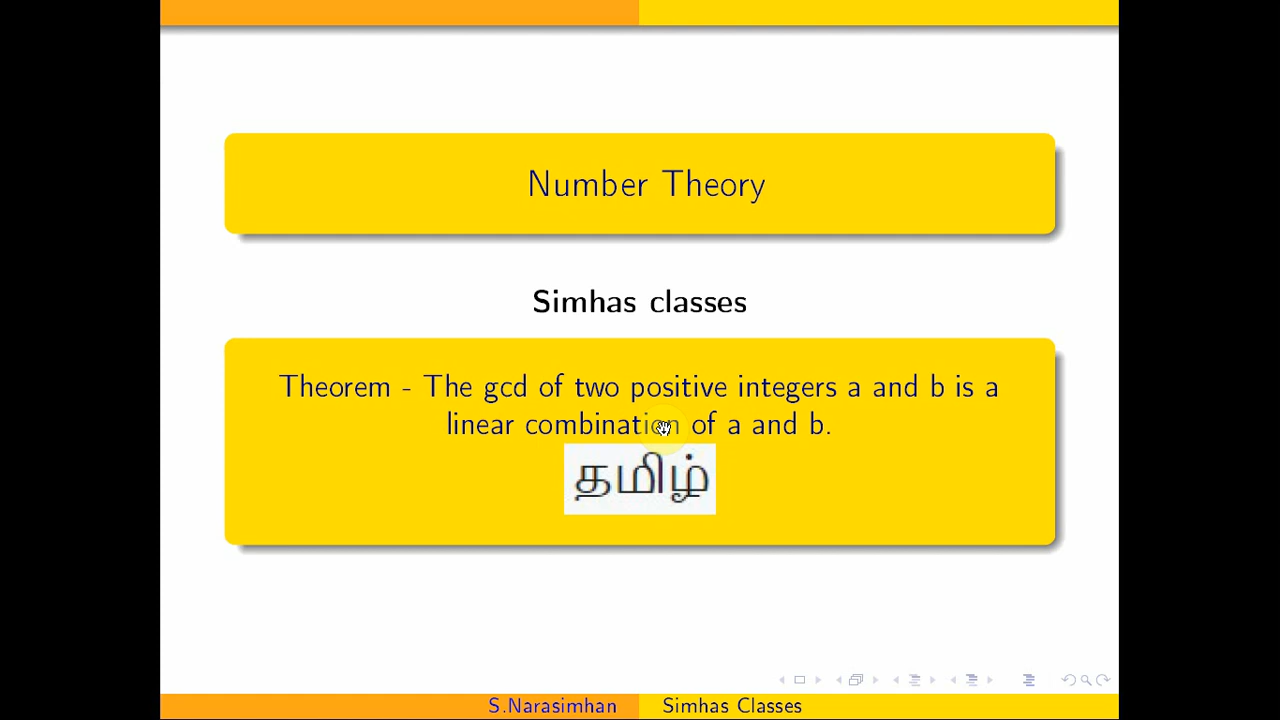 Number Theory
Simhas classes
Theorem - The gcd of two positive integers a and b is a
linear combination of a and b.
தமிழ்
S.Narasimhan
Simhas Classes